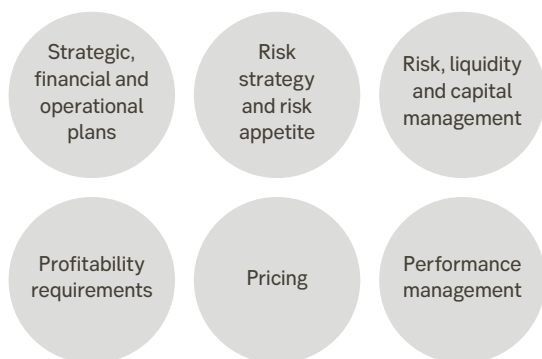 Strategic,
financial and
operational
plans
Risk
strategy
and risk
appetite
Risk, liquidity
and capital
management
Profitability
requirements
Pricing
Performance
management